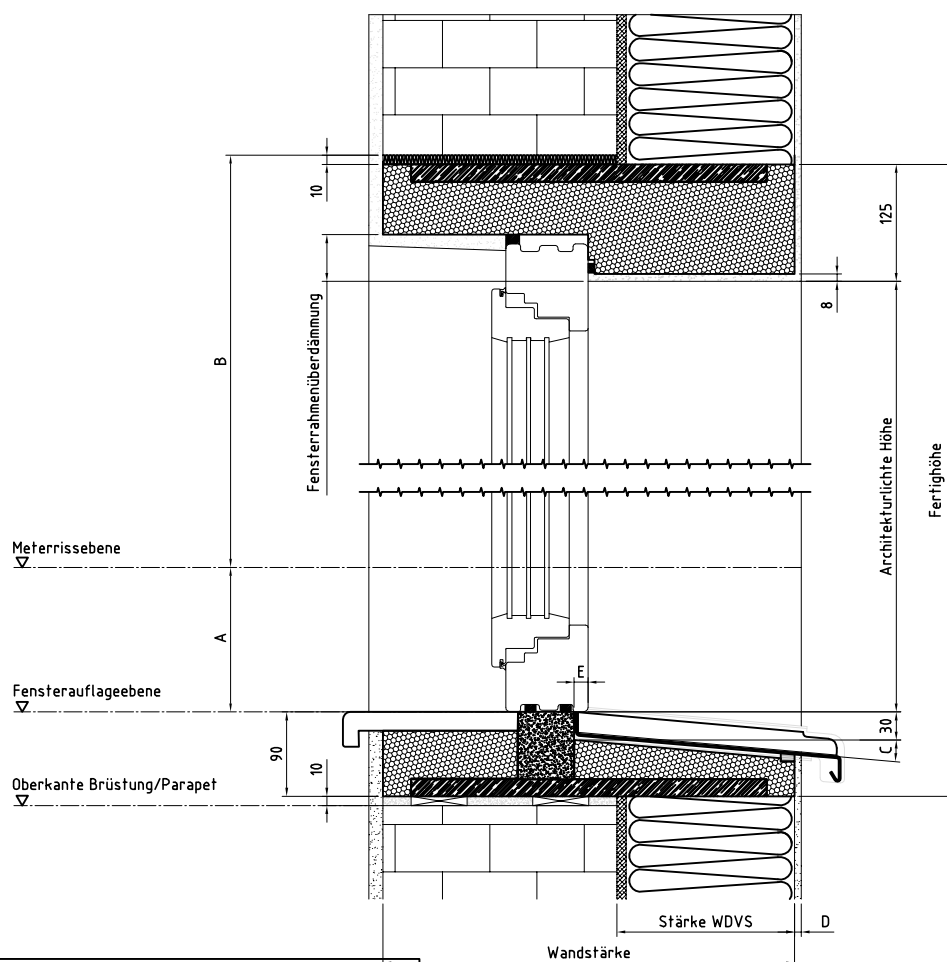 10
125
8
B
Fensterrahmenüberdämmung
Architekturlichte Höhe
Fertighöhe
Meterrissebene
A
E
Fensterauflageebene
30
C
90
10
Oberkante Brüstung/Parapet
Stärke WDVS
D
Wandstärke